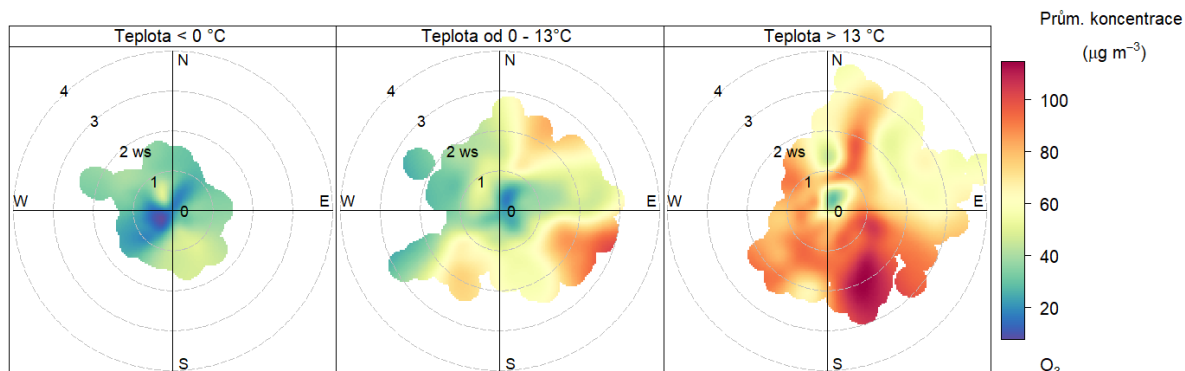 Teplota < 0 °C
Teplota od 0 - 13°C
Teplota > 13 °C
Prům. koncentrace
(μg m⁻³)
N
4
3
2 ws
1
W
0
E
S
N
4
3
2 ws
1
W
0
E
S
N
4
3
2 ws
1
W
0
E
S
100
80
60
40
20
O₃